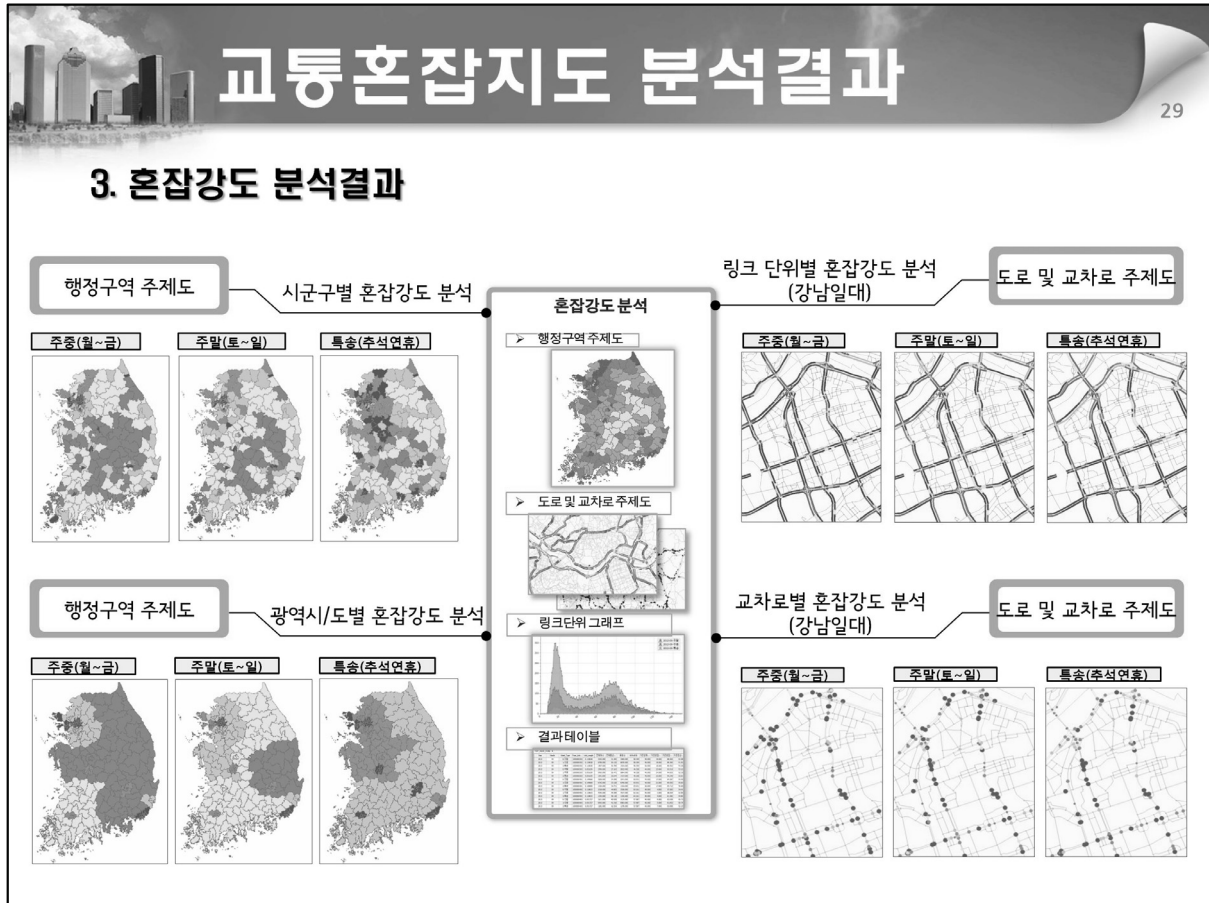 교통혼잡지도 분석결과
29
3. 혼잡강도 분석결과
행정구역 주제도
시군구별 혼잡강도 분석
주중(월~금)
주말(토~일)
특송(추석연휴)
행정구역 주제도
광역시/도별 혼잡강도 분석
주중(월~금)
주말(토~일)
특송(추석연휴)
혼잡강도 분석
➢ 행정구역 주제도
➢ 도로 및 교차로 주제도
➢ 링크단위 그래프
➢ 결과 테이블
링크 단위별 혼잡강도 분석
(강남일대)
도로 및 교차로 주제도
주중(월~금)
주말(토~일)
특송(추석연휴)
교차로별 혼잡강도 분석
(강남일대)
도로 및 교차로 주제도
주중(월~금)
주말(토~일)
특송(추석연휴)